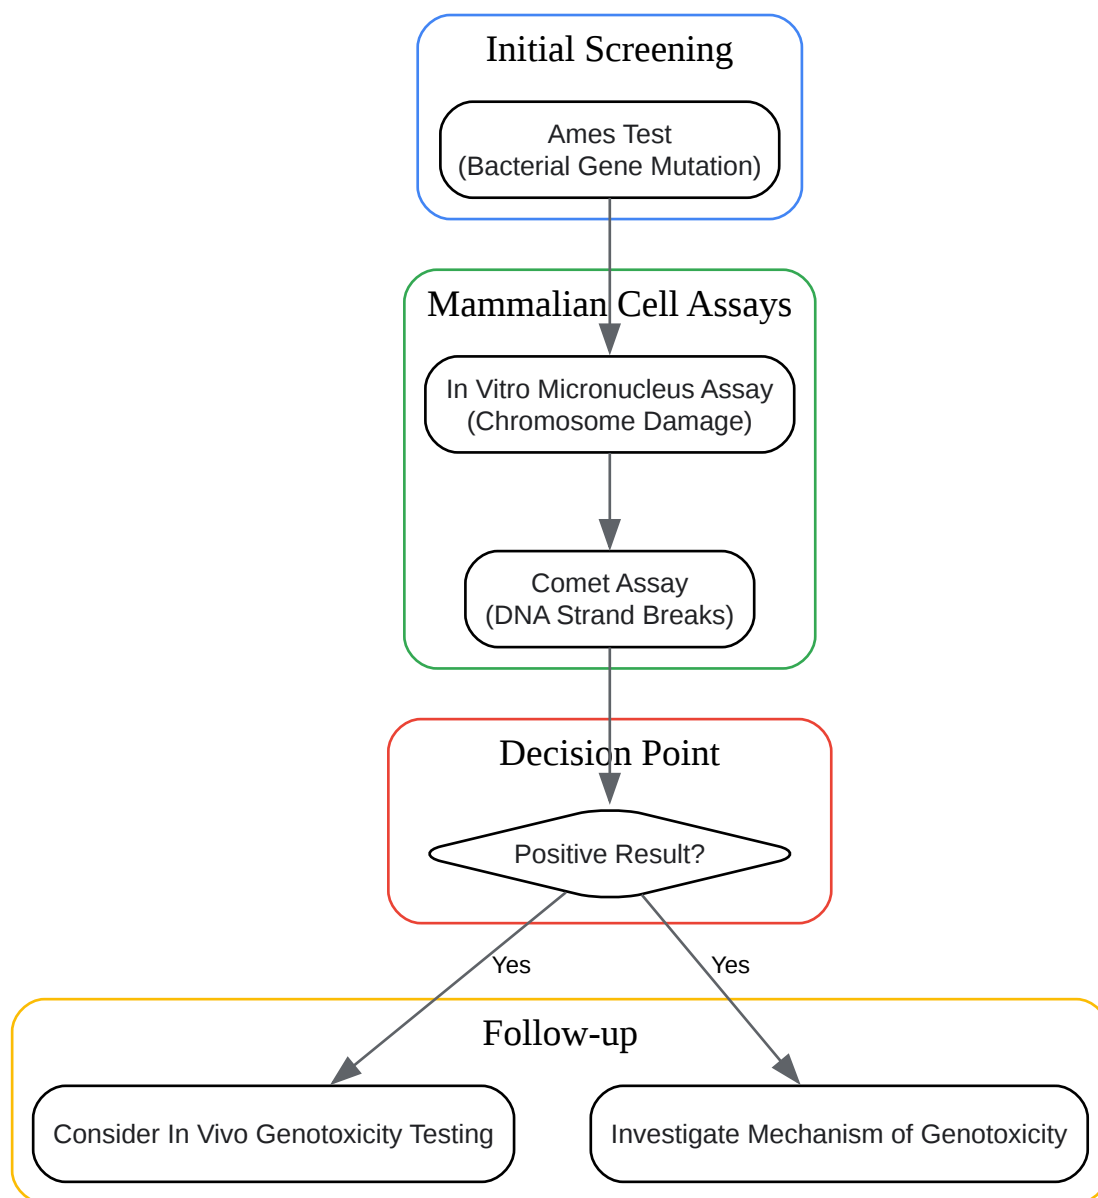 Initial Screening
Ames Test
(Bacterial Gene Mutation)
Mammalian Cell Assays
In Vitro Micronucleus Assay
(Chromosome Damage)
Comet Assay
(DNA Strand Breaks)
Decision Point
Positive Result?
Yes
Yes
Follow-up
Consider In Vivo Genotoxicity Testing
Investigate Mechanism of Genotoxicity